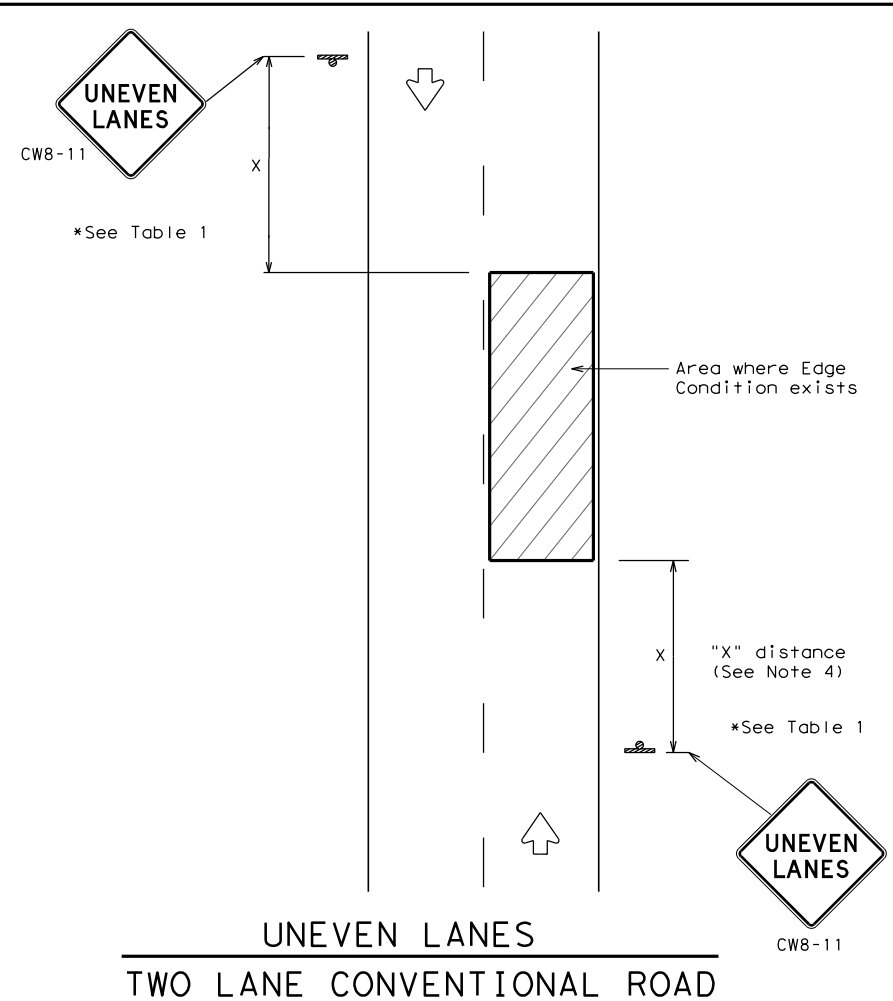 UNEVEN
LANES
CW8-11
X
*See Table 1
Area where Edge
Condition exists
X
"X" distance
(See Note 4)
*See Table 1
UNEVEN
LANES
CW8-11
UNEVEN LANES
TWO LANE CONVENTIONAL ROAD